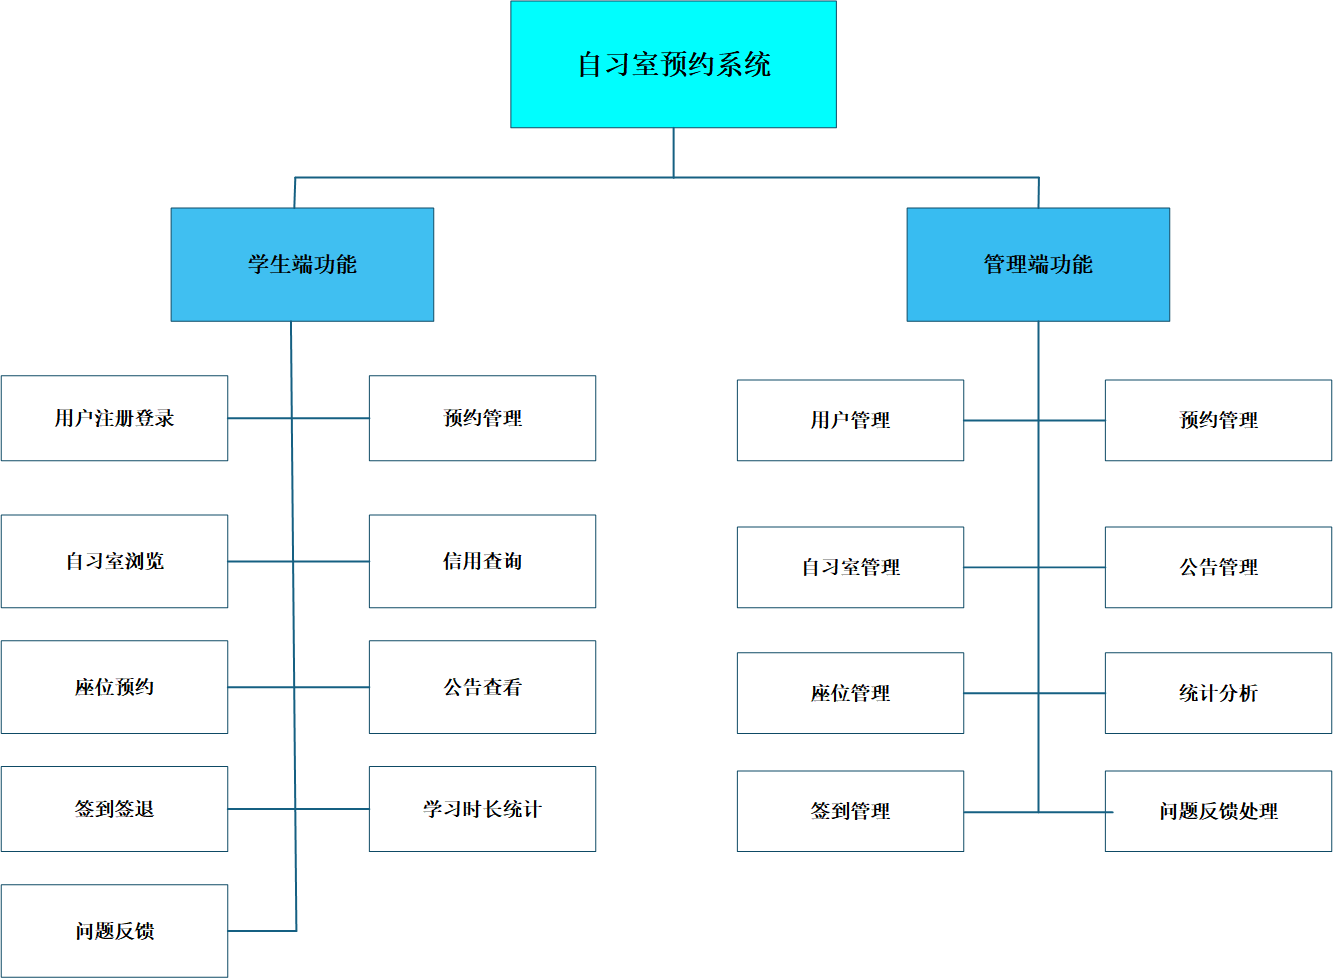 自习室预约系统
学生端功能
管理端功能
用户注册登录
预约管理
用户管理
预约管理
自习室浏览
信用查询
自习室管理
公告管理
座位预约
公告查看
座位管理
统计分析
签到签退
学习时长统计
签到管理
问题反馈处理
问题反馈